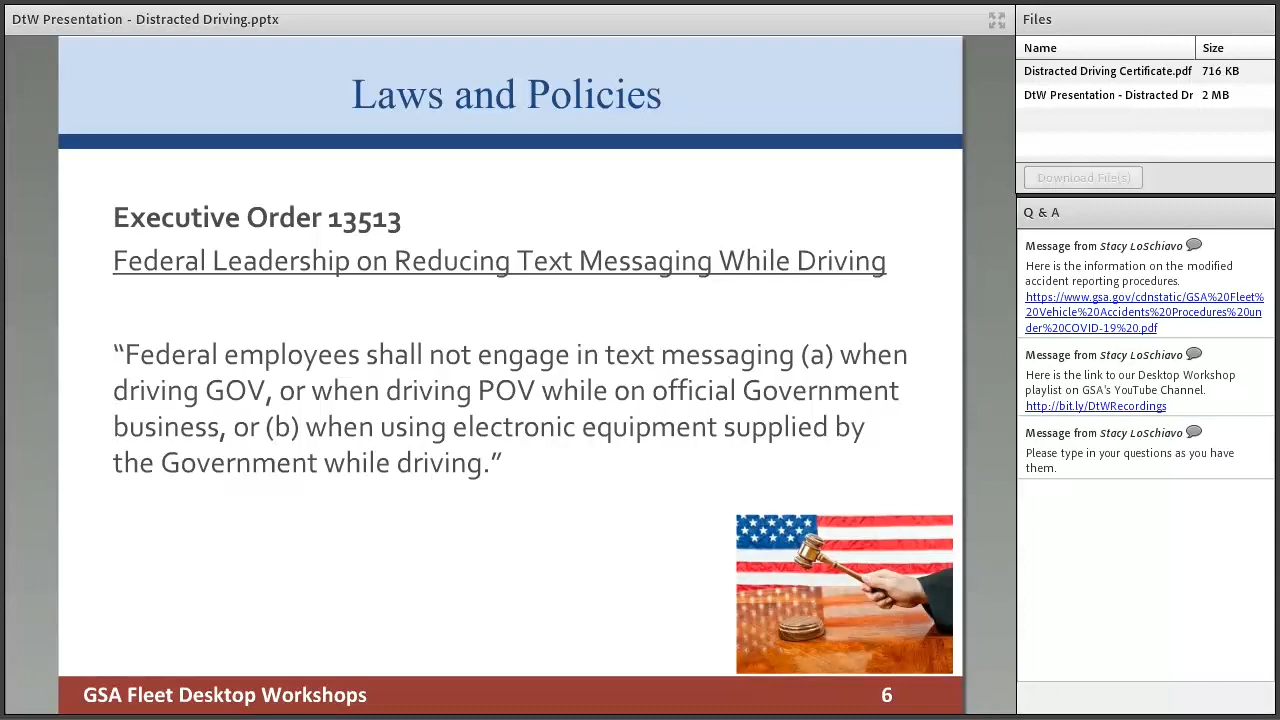 DtW Presentation - Distracted Driving.pptx
Laws and Policies
Executive Order 13513
Federal Leadership on Reducing Text Messaging While Driving
“Federal employees shall not engage in text messaging (a) when
driving GOV, or when driving POV while on official Government
business, or (b) when using electronic equipment supplied by
the Government while driving.”
GSA Fleet Desktop Workshops
6
Files
Name Size
Distracted Driving Certificate.pdf 716 KB
DtW Presentation - Distracted Dr 2 MB
Download File(s)
Q & A
Message from Stacy LoSchiavo
Here is the information on the modified
accident reporting procedures.
https://www.gsa.gov/cdnstatic/GSA%20Fleet%
20Vehicle%20Accidents%20Procedures%20un
der%20COVID-19%20.pdf
Message from Stacy LoSchiavo
Here is the link to our Desktop Workshop
playlist on GSA's YouTube Channel.
http://bit.ly/DtWRecordings
Message from Stacy LoSchiavo
Please type in your questions as you have
them.